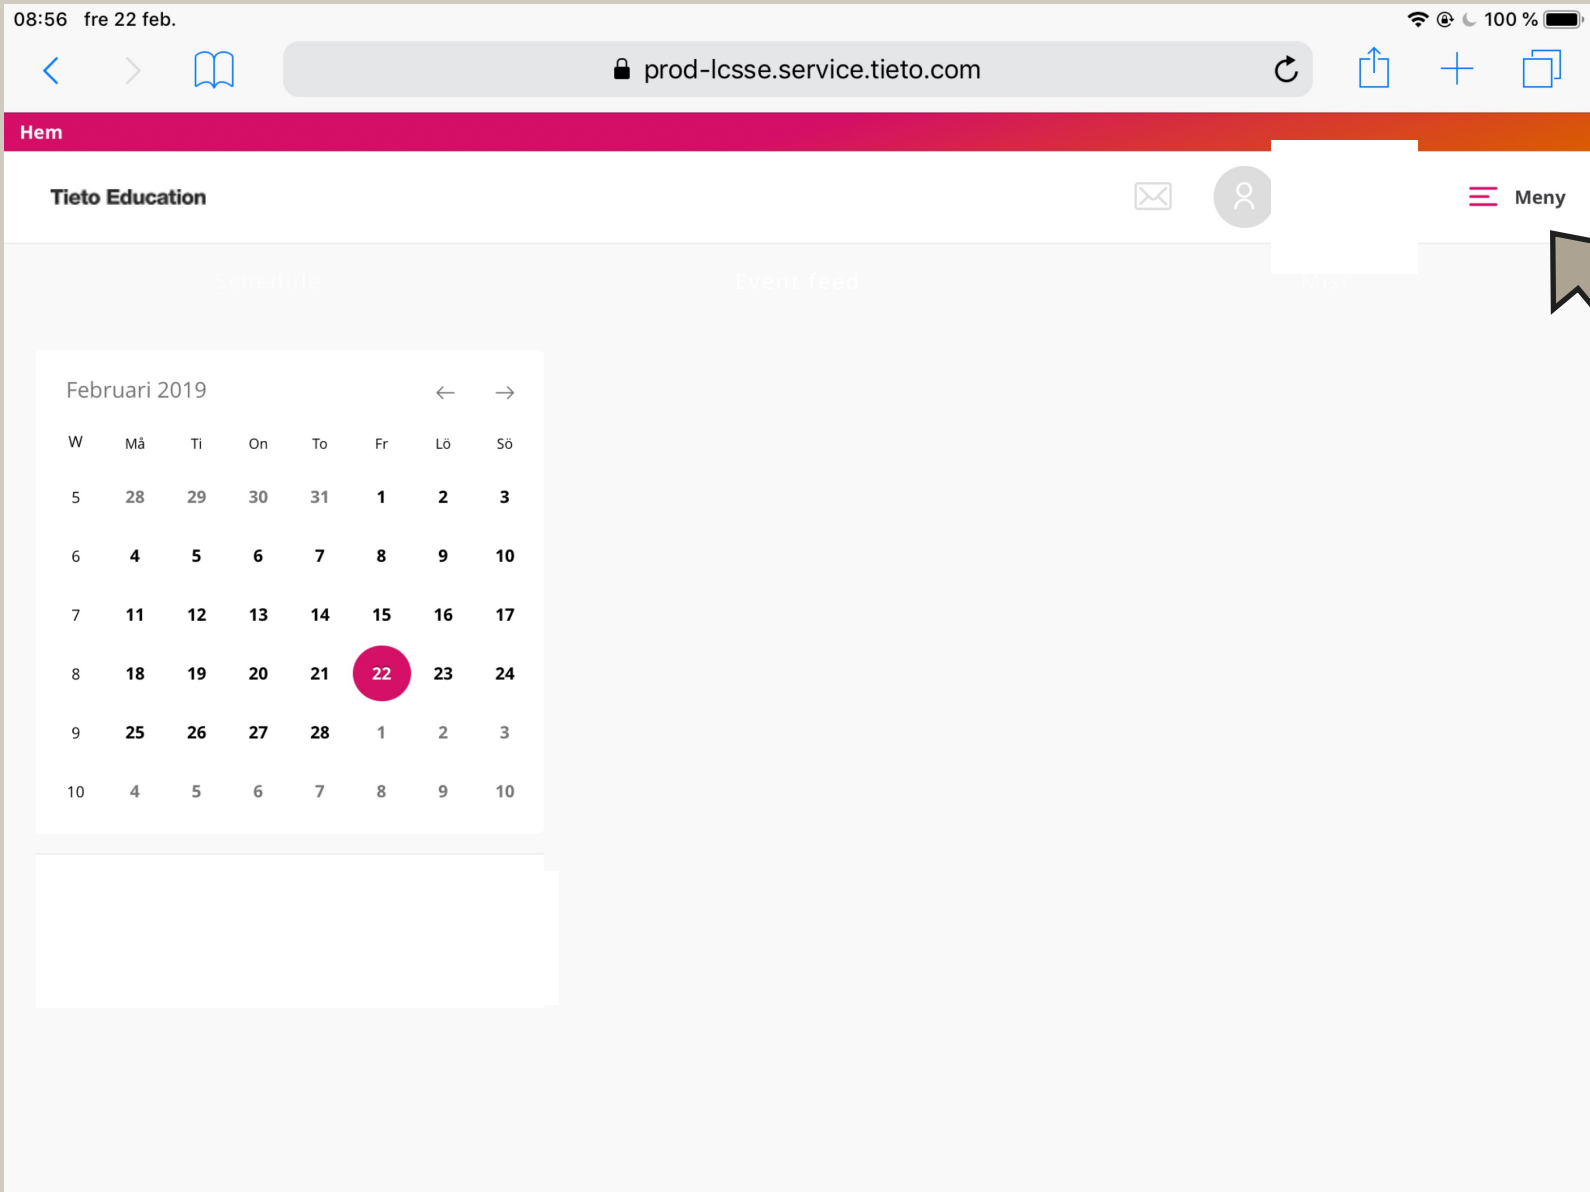 08:56 fre 22 feb. 100 %
prod-lcsse.service.tieto.com
Hem
Tieto Education Meny
Schedule Event feed
Februari 2019
W Må Ti On To Fr Lö Sö
5 28 29 30 31 1 2 3
6 4 5 6 7 8 9 10
7 11 12 13 14 15 16 17
8 18 19 20 21 22 23 24
9 25 26 27 28 1 2 3
10 4 5 6 7 8 9 10